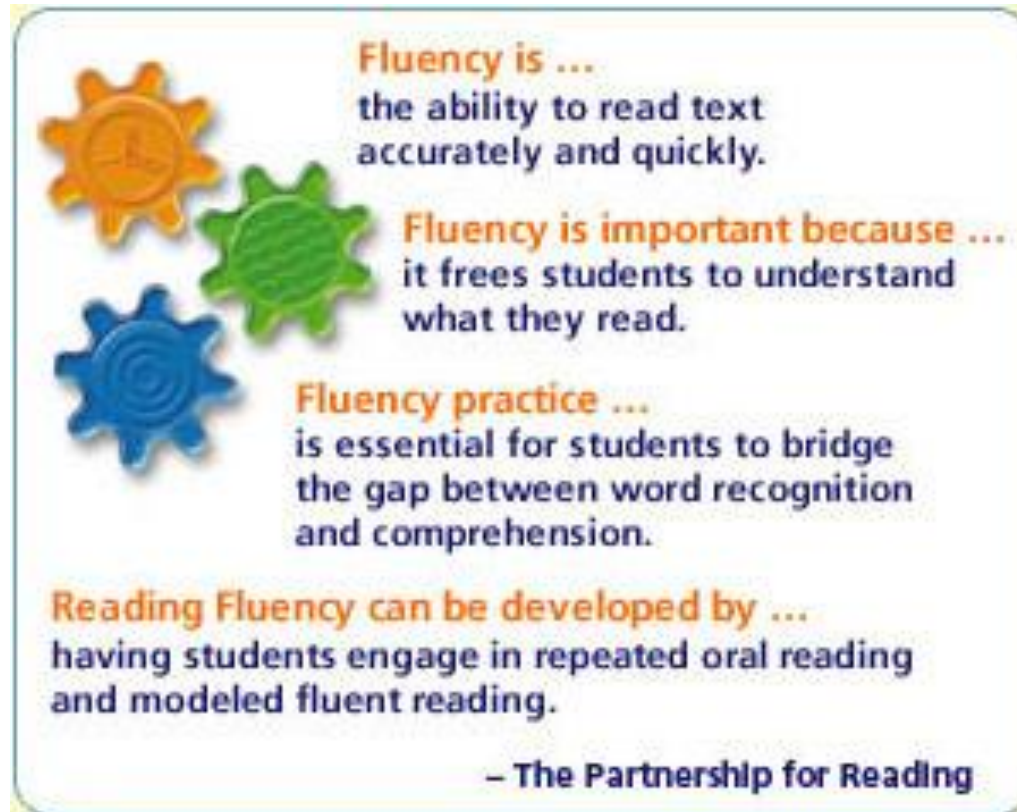 Fluency is ...
the ability to read text
accurately and quickly.
Fluency is important because ...
it frees students to understand
what they read.
Fluency practice ...
is essential for students to bridge
the gap between word recognition
and comprehension.
Reading Fluency can be developed by ...
having students engage in repeated oral reading
and modeled fluent reading.
– The Partnership for Reading